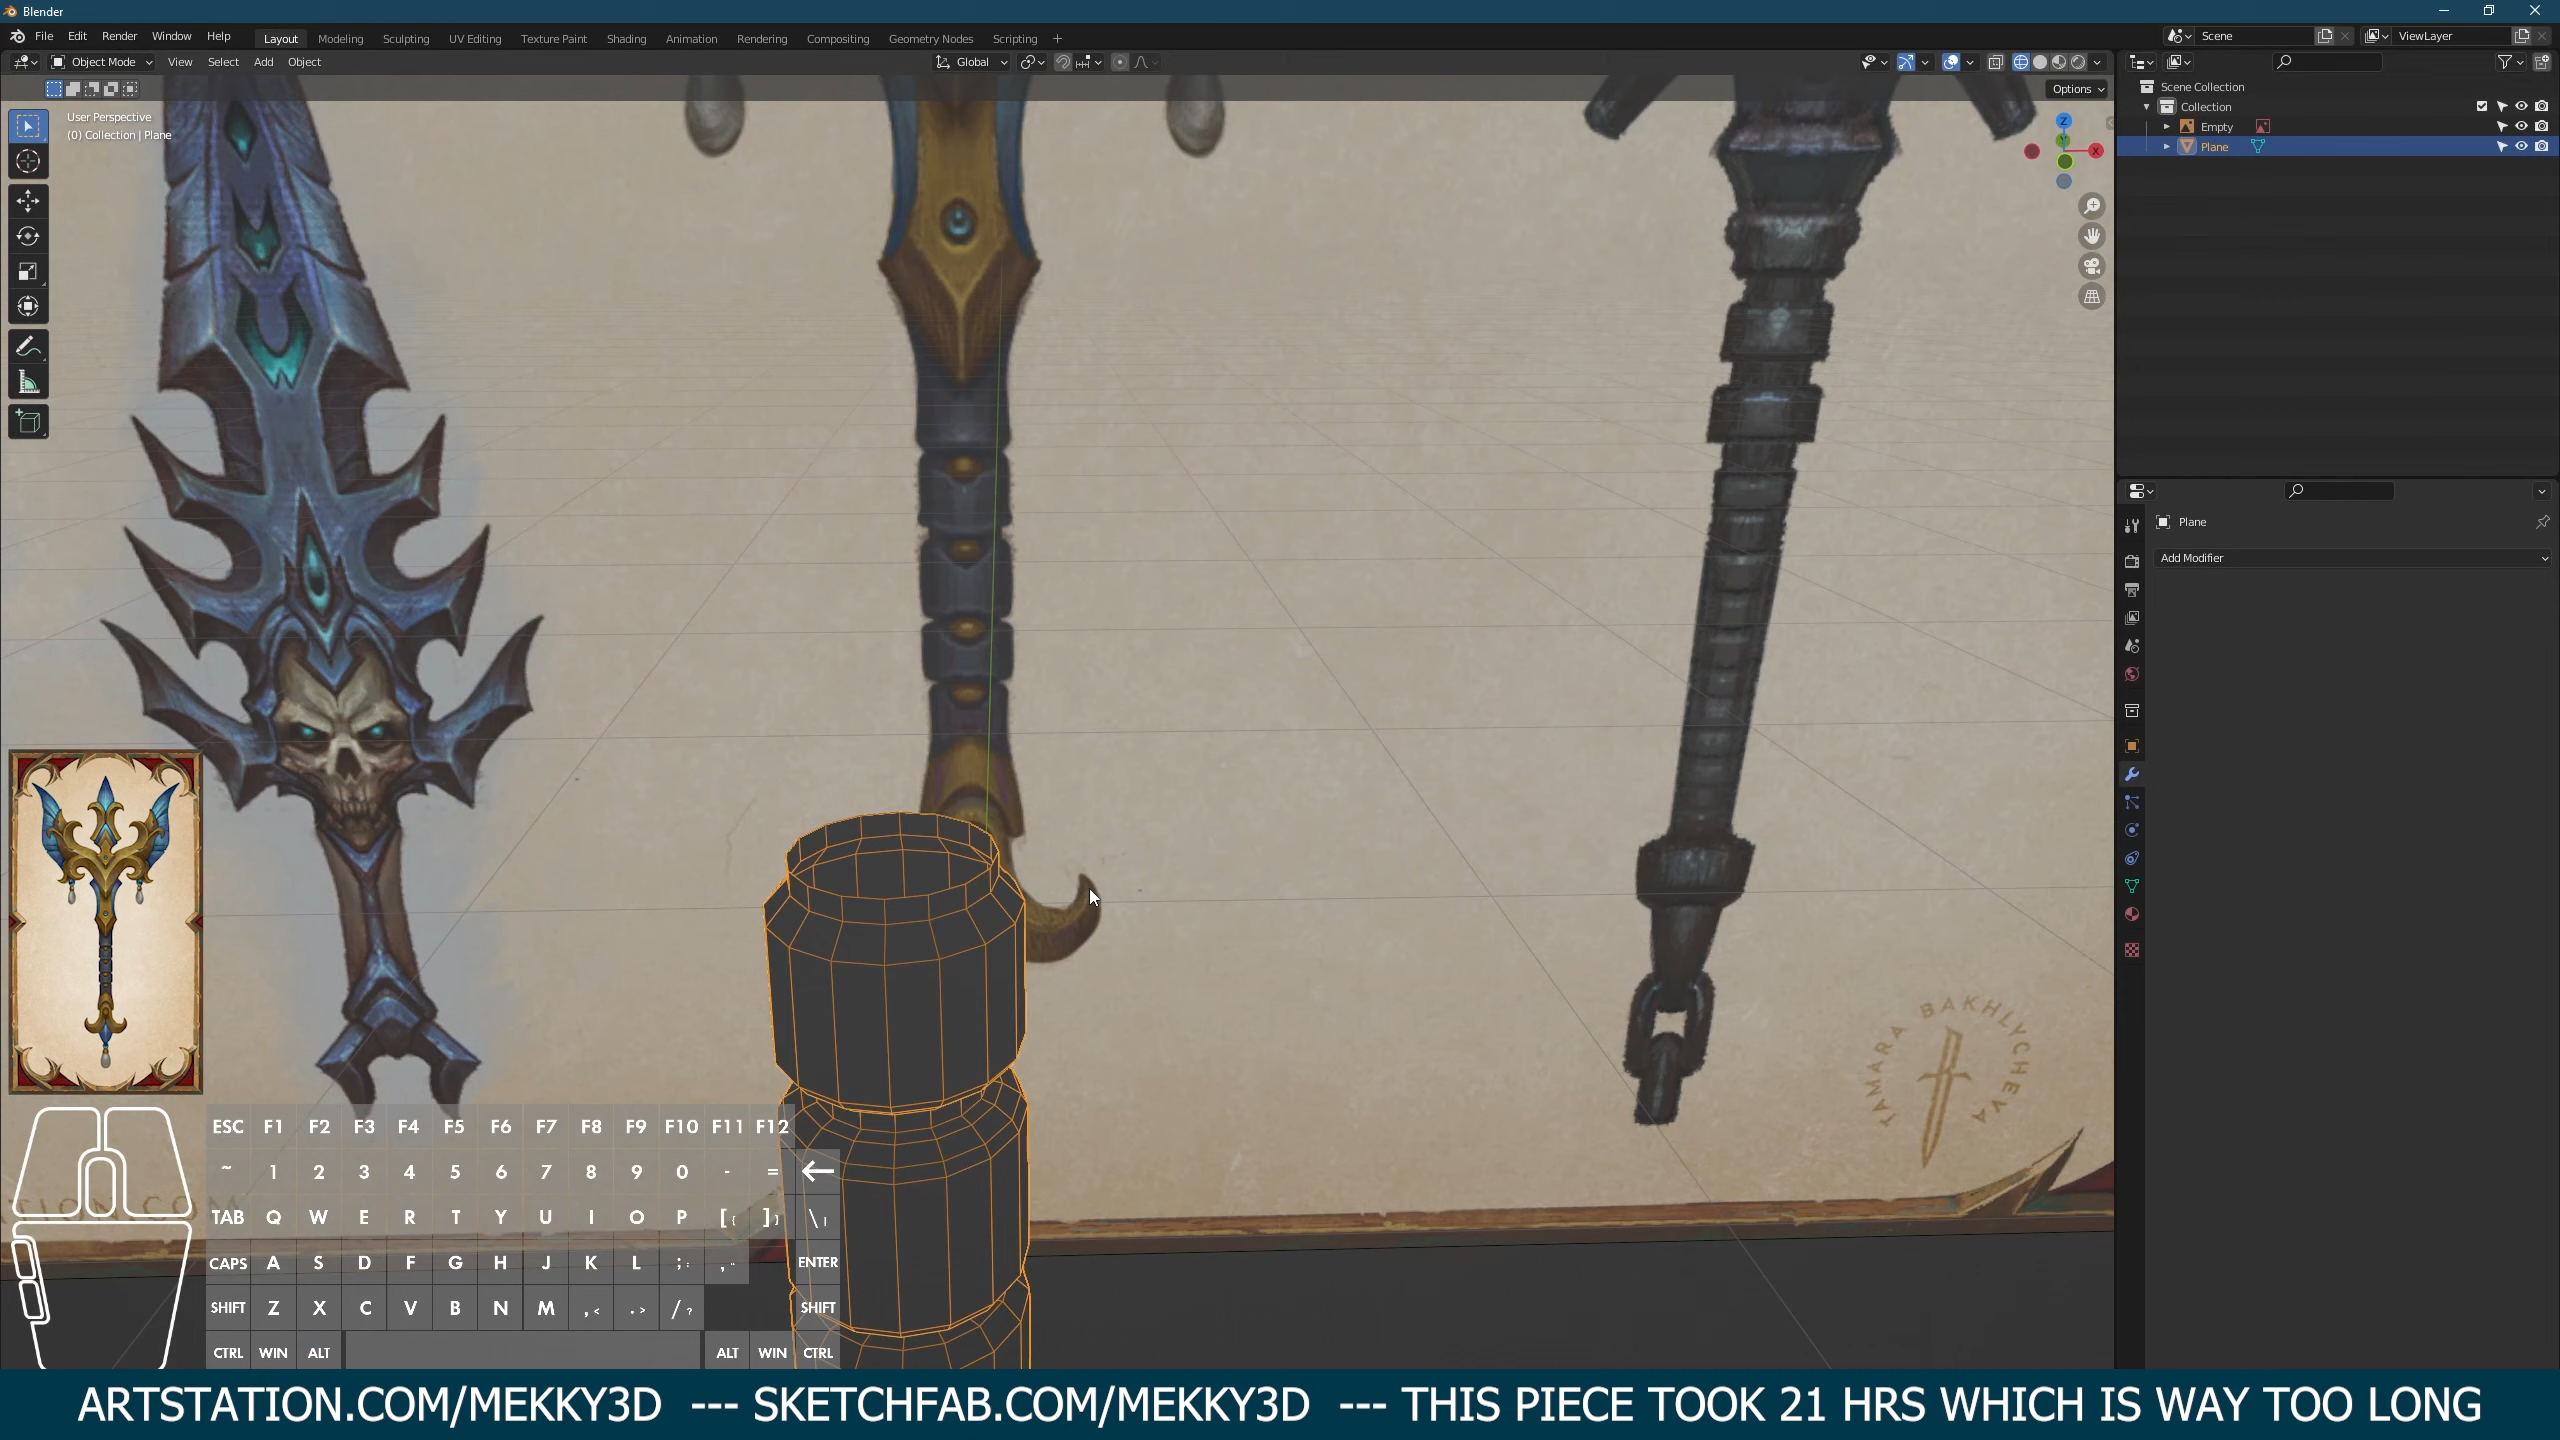 Blender
File Edit Render Window Help
Layout Modeling Sculpting UV Editing Texture Paint Shading Animation Rendering Compositing Geometry Nodes Scripting +
Scene
ViewLayer
Object Mode View Select Add Object
Global
Options
User Perspective
(0) Collection | Plane
Z
Y
X
Scene Collection
Collection
Empty
Plane
Plane
Add Modifier
TAMARA BAKHLYCHEVA
ESC F1 F2 F3 F4 F5 F6 F7 F8 F9 F10 F11 F12
~ 1 2 3 4 5 6 7 8 9 0 - =
TAB Q W E R T Y U I O P [{ ]} \|
CAPS A S D F G H J K L ;: ," ENTER
SHIFT Z X C V B N M ,< .> /? SHIFT
CTRL WIN ALT ALT WIN CTRL
ARTSTATION.COM/MEKKY3D --- SKETCHFAB.COM/MEKKY3D --- THIS PIECE TOOK 21 HRS WHICH IS WAY TOO LONG